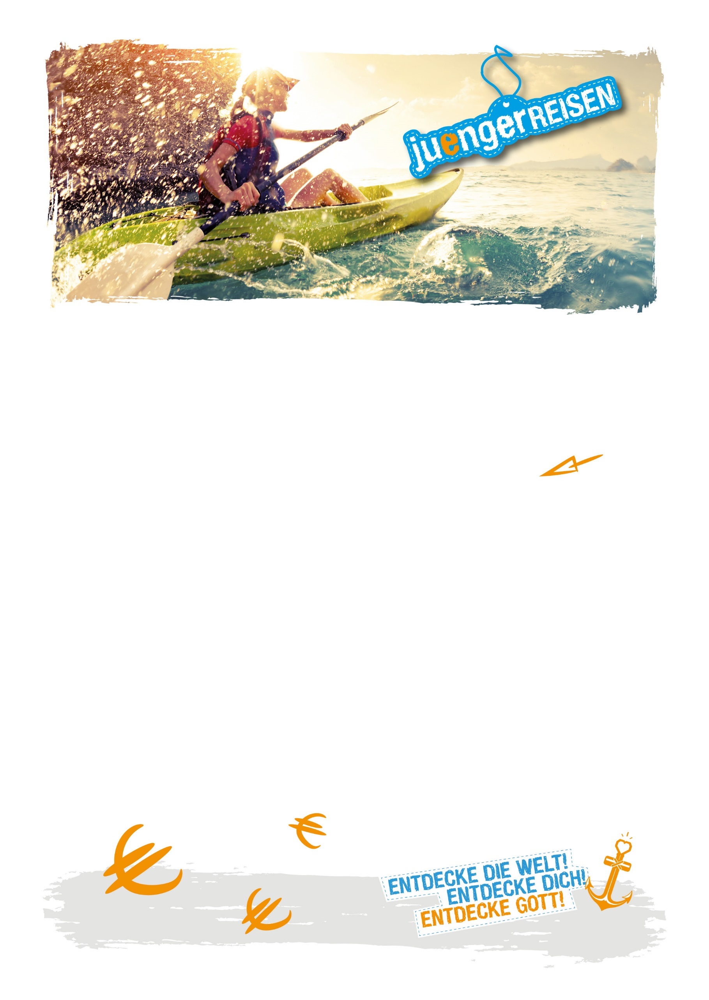 juengerREISEN
€
€
€
ENTDECKE DIE WELT!
ENTDECKE DICH!
ENTDECKE GOTT!